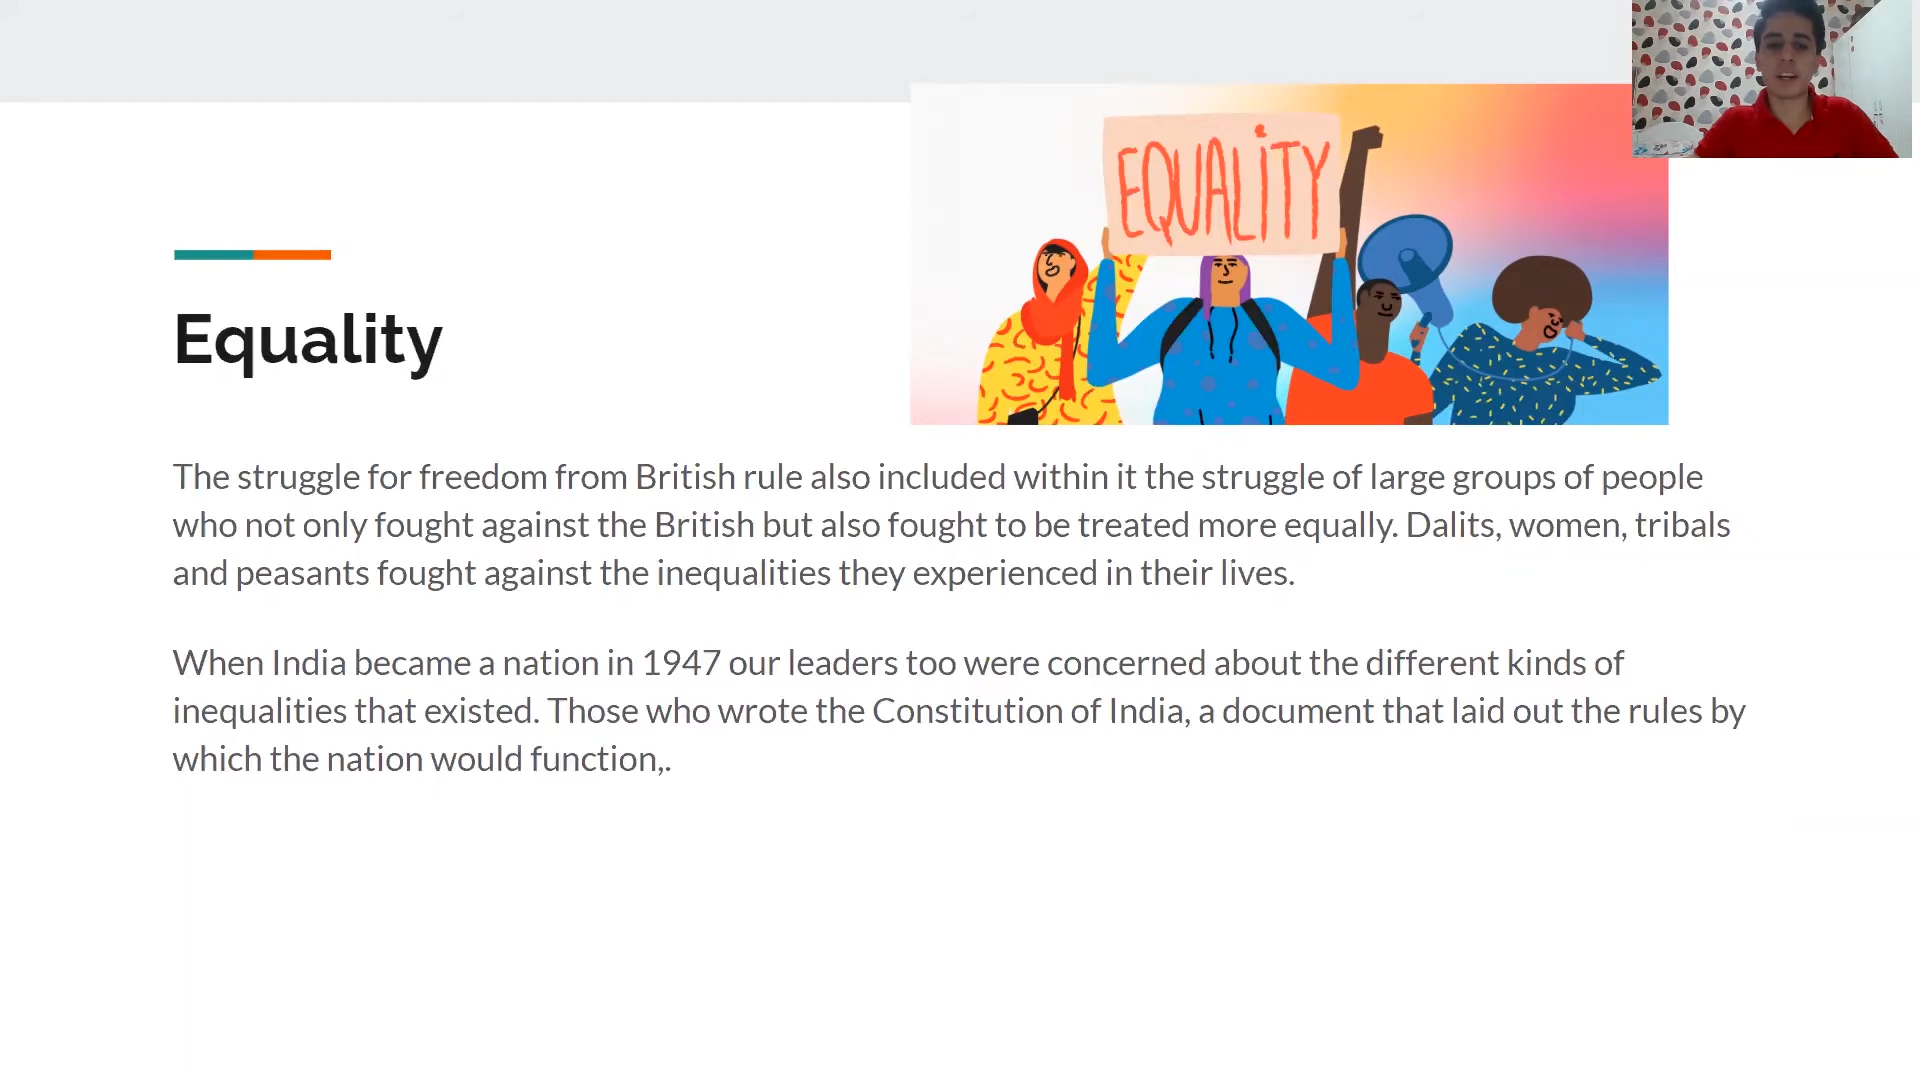 EQUALITY
Equality
The struggle for freedom from British rule also included within it the struggle of large groups of people
who not only fought against the British but also fought to be treated more equally. Dalits, women, tribals
and peasants fought against the inequalities they experienced in their lives.
When India became a nation in 1947 our leaders too were concerned about the different kinds of
inequalities that existed. Those who wrote the Constitution of India, a document that laid out the rules by
which the nation would function,.